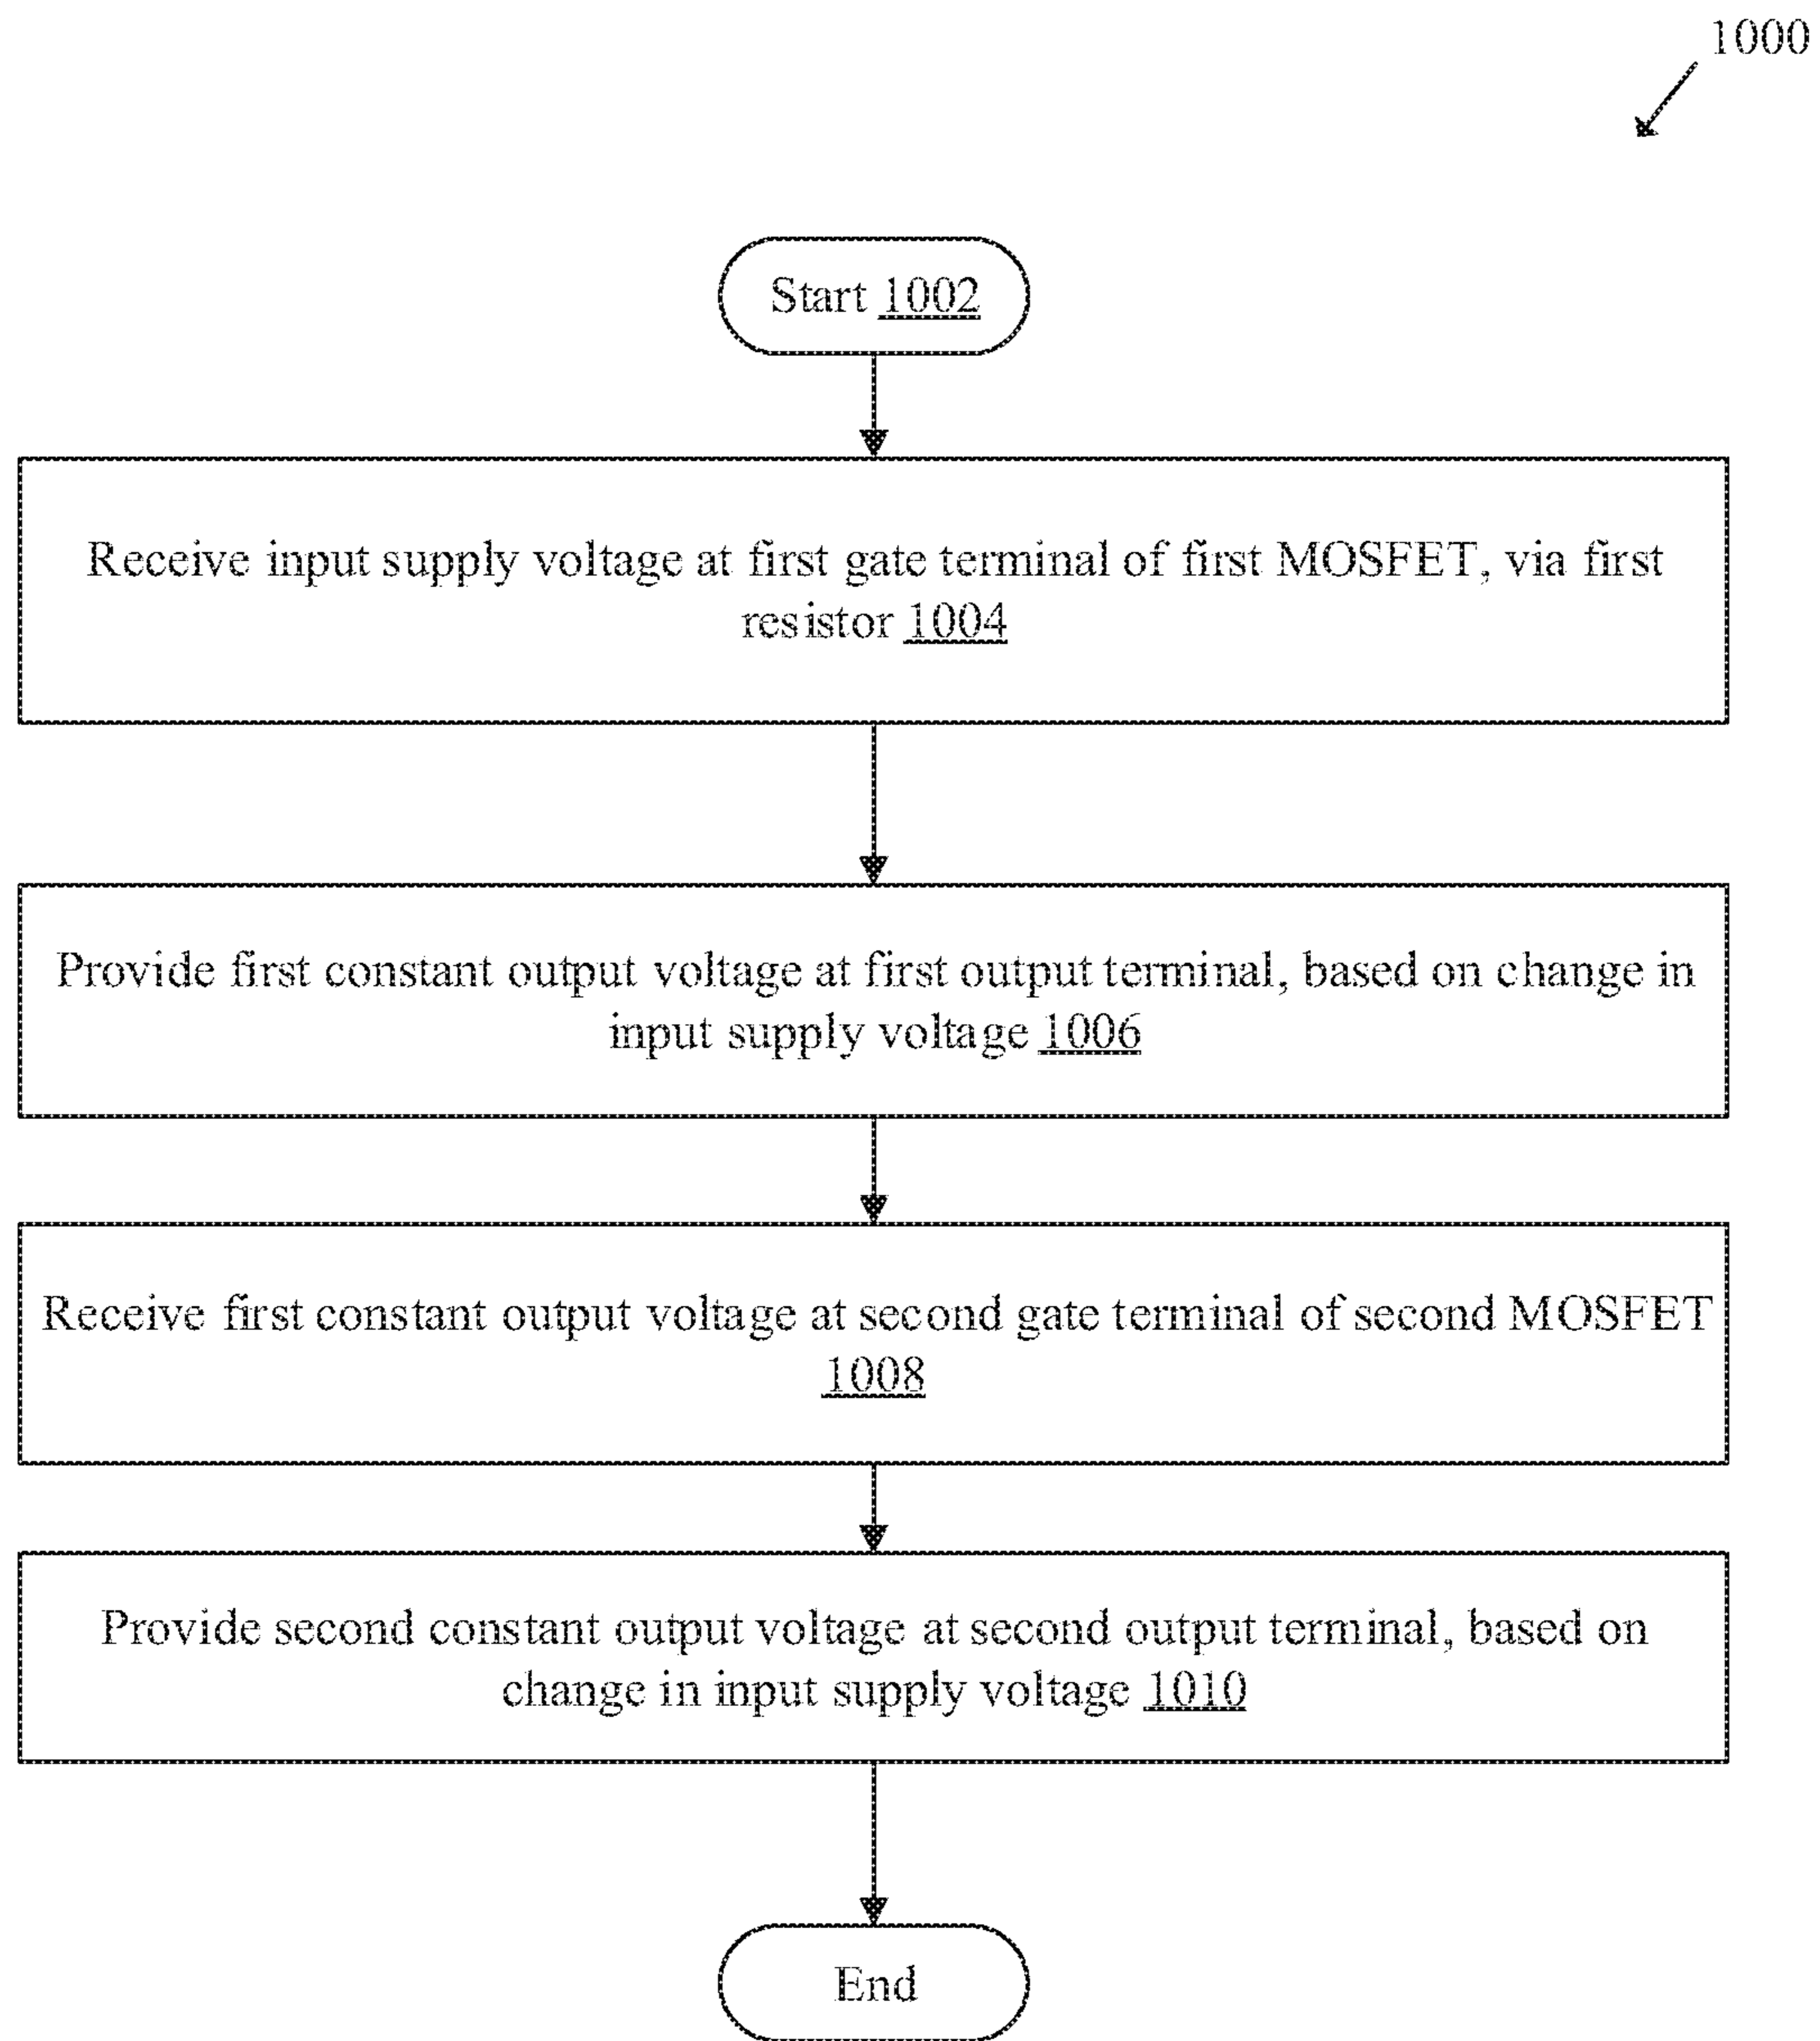 1000
Start 1002
Receive input supply voltage at first gate terminal of first MOSFET, via first
resistor 1004
Provide first constant output voltage at first output terminal, based on change in
input supply voltage 1006
Receive first constant output voltage at second gate terminal of second MOSFET
1008
Provide second constant output voltage at second output terminal, based on
change in input supply voltage 1010
End